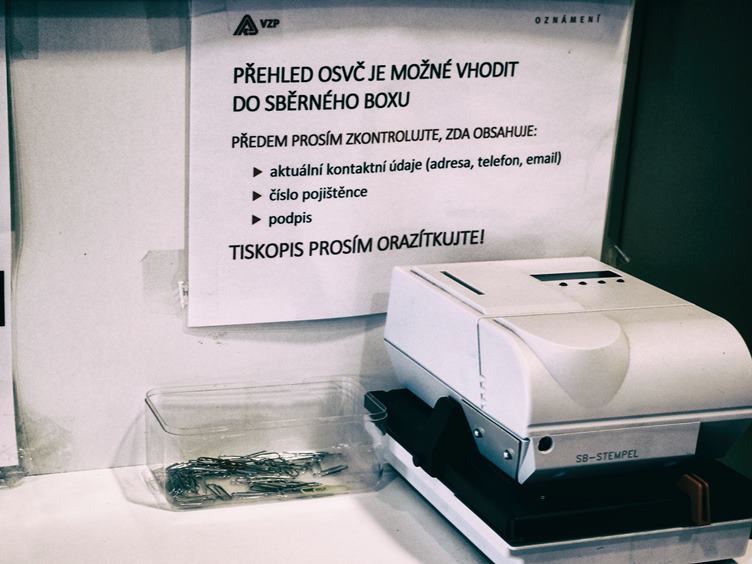 VZP
OZNÁMENÍ
PŘEHLED OSVČ JE MOŽNÉ VHODIT
DO SBĚRNÉHO BOXU
PŘEDEM PROSÍM ZKONTROLUJTE, ZDA OBSAHUJE:
▶ aktuální kontaktní údaje (adresa, telefon, email)
▶ číslo pojištěnce
▶ podpis
TISKOPIS PROSÍM ORAZÍTKUJTE!
SB-STEMPEL